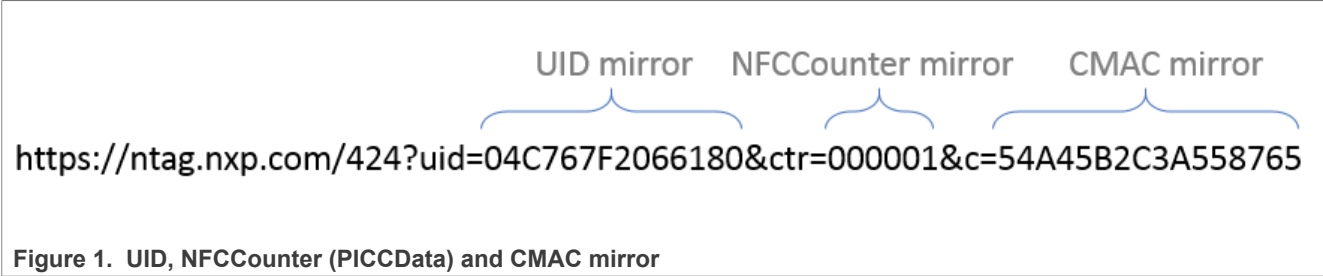 UID mirror NFCCounter mirror CMAC mirror
https://ntag.nxp.com/424?uid=04C767F2066180&ctr=000001&c=54A45B2C3A558765
Figure 1. UID, NFCCounter (PICCData) and CMAC mirror